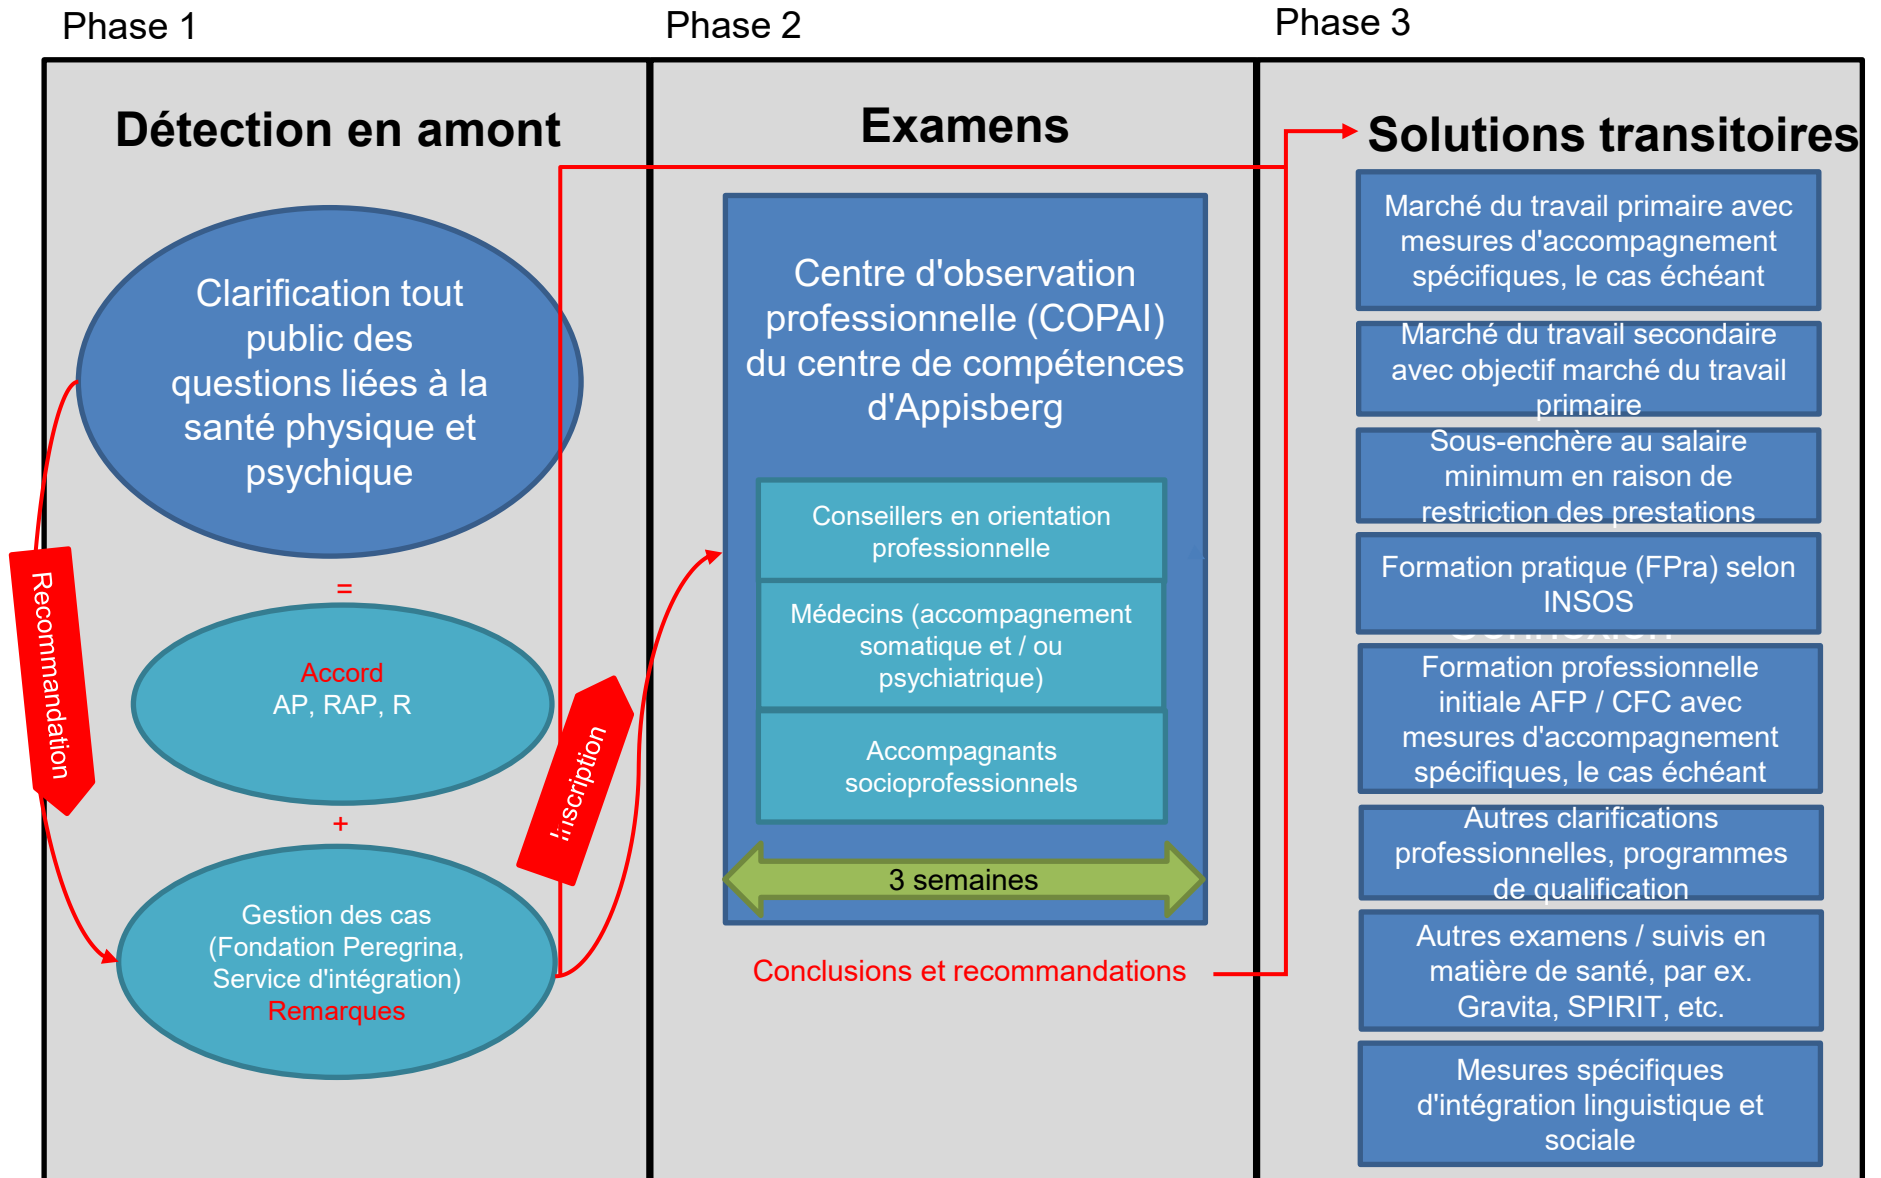 Phase 1
Phase 2
Phase 3
Détection en amont
Clarification tout
public des
questions liées à la
santé physique et
psychique
=
Accord
AP, RAP, R
+
Gestion des cas
(Fondation Peregrina,
Service d'intégration)
Remarques
Recommandation
Inscription
Examens
Centre d'observation
professionnelle (COPAI)
du centre de compétences
d'Appisberg
Conseillers en orientation
professionnelle
Médecins (accompagnement
somatique et / ou
psychiatrique)
Accompagnants
socioprofessionnels
3 semaines
Conclusions et recommandations
Solutions transitoires
Marché du travail primaire avec
mesures d'accompagnement
spécifiques, le cas échéant
Marché du travail secondaire
avec objectif marché du travail
primaire
Sous-enchère au salaire
minimum en raison de
restriction des prestations
Formation pratique (FPra) selon
INSOS
Formation professionnelle
initiale AFP / CFC avec
mesures d'accompagnement
spécifiques, le cas échéant
Autres clarifications
professionnelles, programmes
de qualification
Autres examens / suivis en
matière de santé, par ex.
Gravita, SPIRIT, etc.
Mesures spécifiques
d'intégration linguistique et
sociale